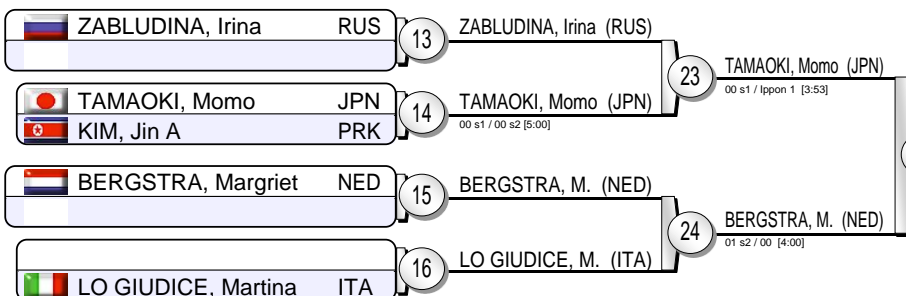 ZABLUDINA, Irina RUS
13
ZABLUDINA, Irina (RUS)
23
TAMAOKI, Momo (JPN)
00 s1 / Ippon 1 [3:53]
TAMAOKI, Momo JPN
KIM, Jin A PRK
14
TAMAOKI, Momo (JPN)
00 s1 / 00 s2 [5:00]
BERGSTRA, Margriet NED
15
BERGSTRA, M. (NED)
24
BERGSTRA, M. (NED)
01 s2 / 00 [4:00]
LO GIUDICE, Martina ITA
16
LO GIUDICE, M. (ITA)